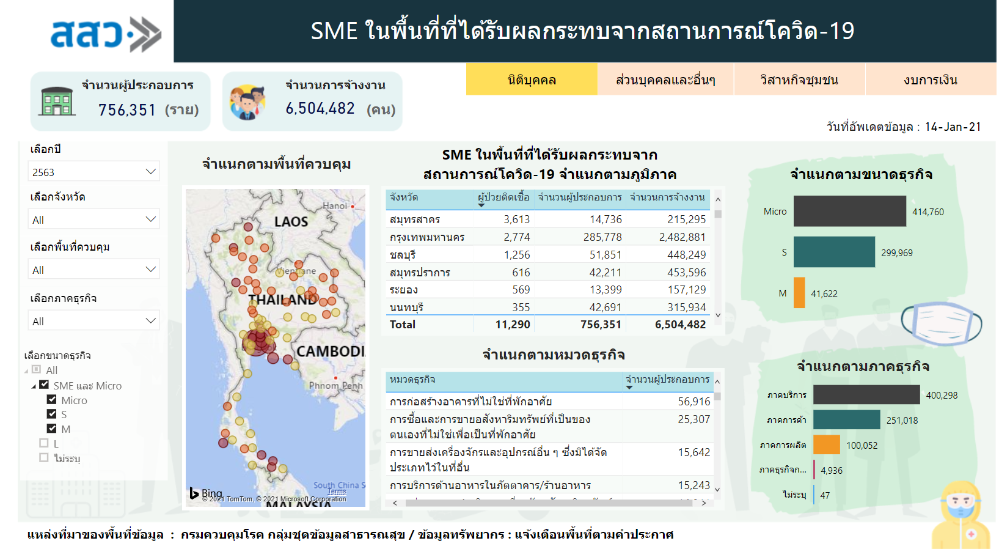 สสว
SME ในพื้นที่ที่ได้รับผลกระทบจากสถานการณ์โควิด-19
จำนวนผู้ประกอบการ
756,351 (ราย)
จำนวนการจ้างงาน
6,504,482 (คน)
นิติบุคคล
ส่วนบุคคลและอื่นๆ
วิสาหกิจชุมชน
งบการเงิน
วันที่อัพเดตข้อมูล : 14-Jan-21
เลือกปี
2563
เลือกจังหวัด
All
เลือกพื้นที่ควบคุม
All
เลือกภาคธุรกิจ
All
เลือกขนาดธุรกิจ
All
SME และ Micro
Micro
S
M
L
ไม่ระบุ
จำแนกตามพื้นที่ควบคุม
Hanoi
LAOS
Vientiane
THAILAND
CAMBODI
Phnom Penh
South China S
Bing
Terms
© 2021 TomTom, © 2021 Microsoft Corporation
MALAYSIA
SME ในพื้นที่ที่ได้รับผลกระทบจาก
สถานการณ์โควิด-19 จำแนกตามภูมิภาค
จังหวัด ผู้ป่วยติดเชื้อ จำนวนผู้ประกอบการ จำนวนการจ้างงาน
สมุทรสาคร 3,613 14,736 215,295
กรุงเทพมหานคร 2,774 285,778 2,482,881
ชลบุรี 1,256 51,851 448,249
สมุทรปราการ 616 42,211 453,596
ระยอง 569 13,399 157,129
นนทบุรี 355 42,691 315,934
Total 11,290 756,351 6,504,482
จำแนกตามหมวดธุรกิจ
หมวดธุรกิจ จำนวนผู้ประกอบการ
การก่อสร้างอาคารที่ไม่ใช่ที่พักอาศัย 56,916
การซื้อและการขายอสังหาริมทรัพย์ที่เป็นของ 25,307
ตนเองที่ไม่ใช่เพื่อเป็นที่พักอาศัย
การขายส่งเครื่องจักรและอุปกรณ์อื่น ๆ ซึ่งมิได้จัด 15,642
ประเภทไว้ในที่อื่น
การบริการด้านอาหารในภัตตาคาร/ร้านอาหาร 15,243
จำแนกตามขนาดธุรกิจ
Micro 414,760
S 299,969
M 41,622
จำแนกตามภาคธุรกิจ
ภาคบริการ 400,298
ภาคการค้า 251,018
ภาคการผลิต 100,052
ภาคธุรกิจก... 4,936
ไม่ระบุ 47
แหล่งที่มาของพื้นที่ข้อมูล : กรมควบคุมโรค กลุ่มชุดข้อมูลสาธารณสุข / ข้อมูลทรัพยากร : แจ้งเตือนพื้นที่ตามคำประกาศ